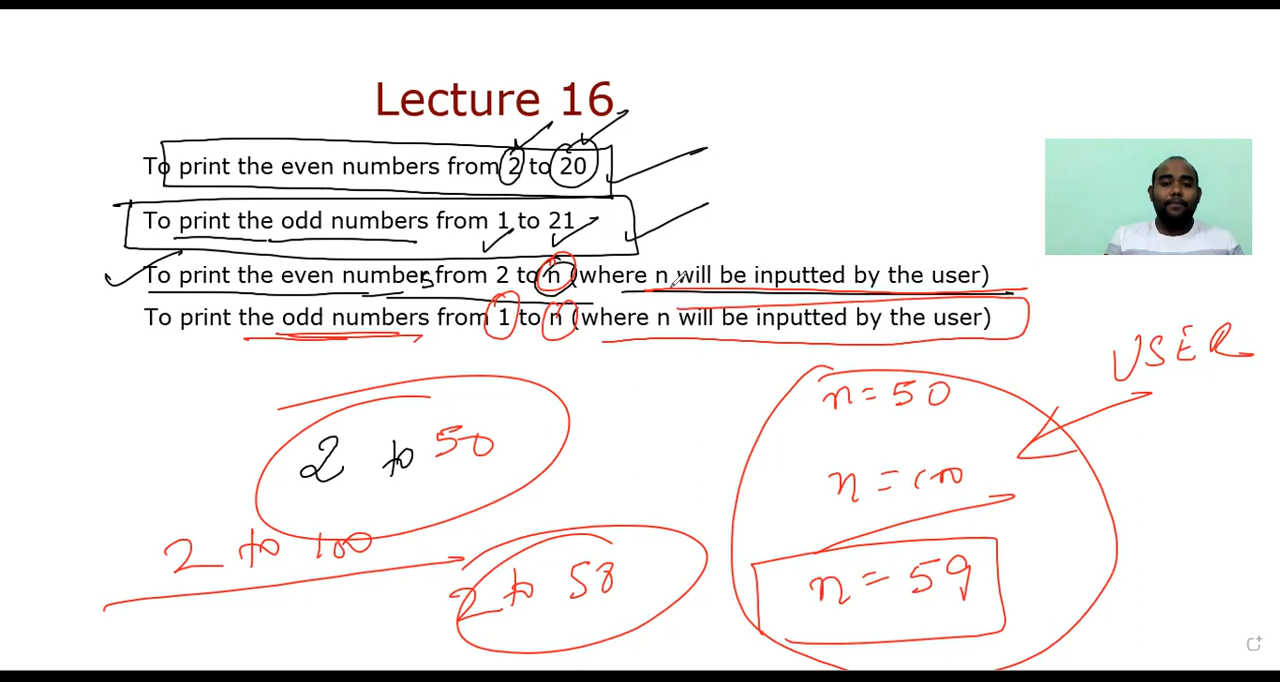 Lecture 16
To print the even numbers from 2 to 20
To print the odd numbers from 1 to 21
To print the even numbers from 2 to n (where n will be inputted by the user)
To print the odd numbers from 1 to n (where n will be inputted by the user)
USER
n = 50
2 to 50
n = 100
2 to 100
2 to 58
n = 59